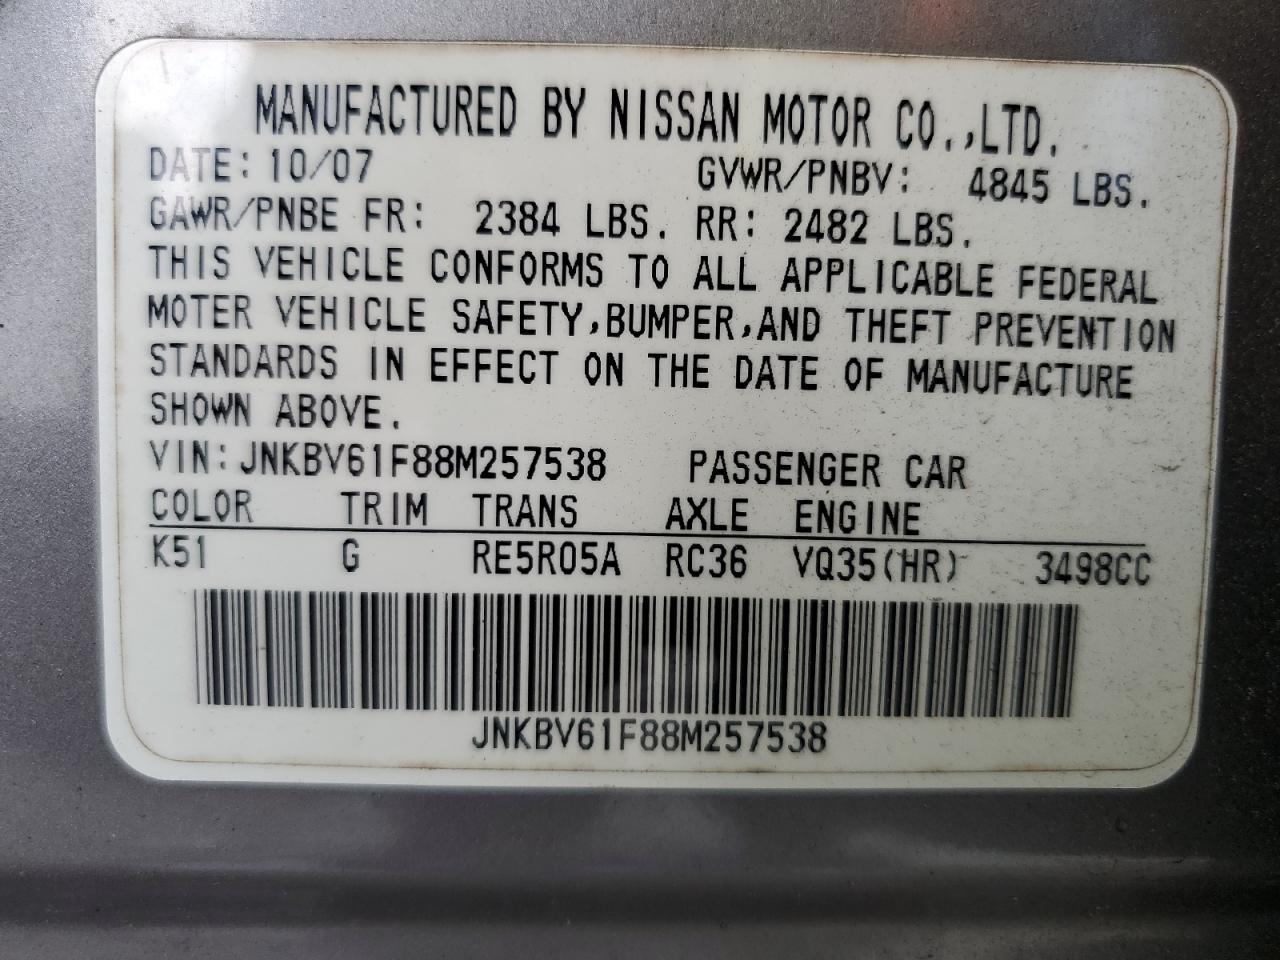 MANUFACTURED BY NISSAN MOTOR CO.,LTD.
DATE: 10/07 GVWR/PNBV: 4845 LBS.
GAWR/PNBE FR: 2384 LBS. RR: 2482 LBS.
THIS VEHICLE CONFORMS TO ALL APPLICABLE FEDERAL
MOTER VEHICLE SAFETY,BUMPER,AND THEFT PREVENTION
STANDARDS IN EFFECT ON THE DATE OF MANUFACTURE
SHOWN ABOVE.
VIN: JNKBV61F88M257538 PASSENGER CAR
COLOR TRIM TRANS AXLE ENGINE
K51 G RE5R05A RC36 VQ35(HR) 3498CC
JNKBV61F88M257538